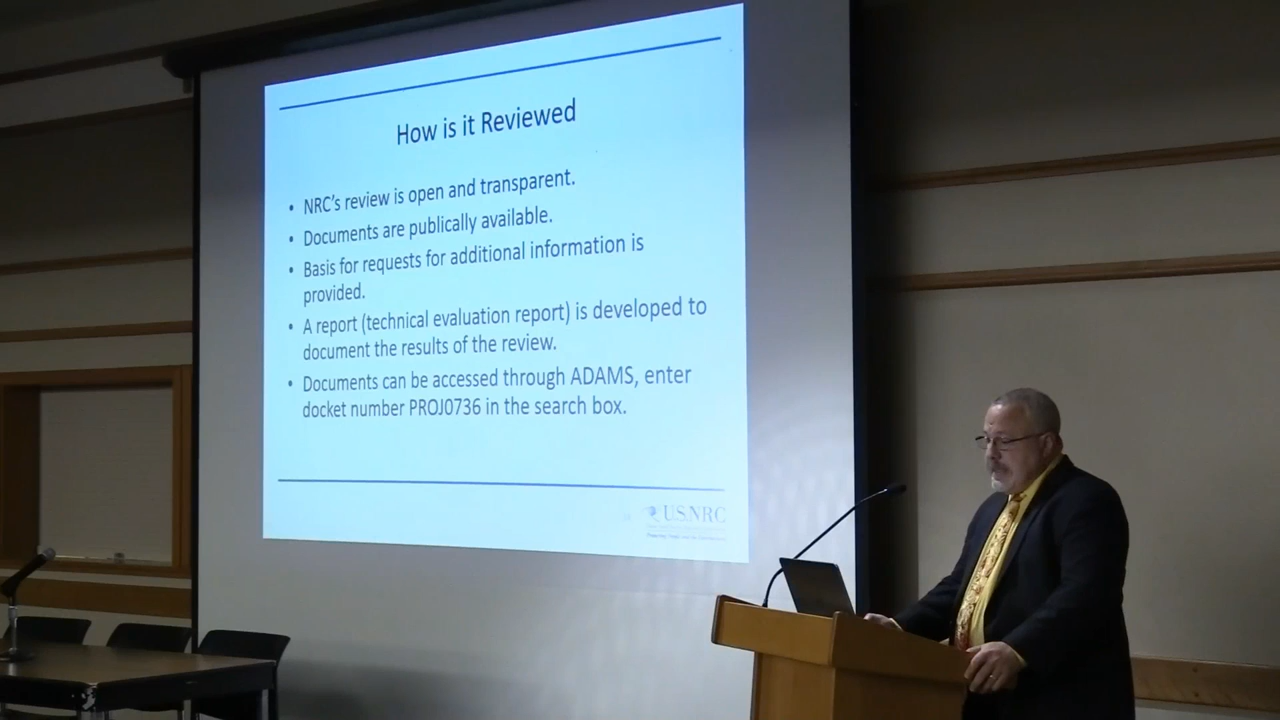 How is it Reviewed
• NRC's review is open and transparent.
• Documents are publically available.
• Basis for requests for additional information is
provided.
• A report (technical evaluation report) is developed to
document the results of the review.
• Documents can be accessed through ADAMS, enter
docket number PROJ0736 in the search box.
U.S.NRC